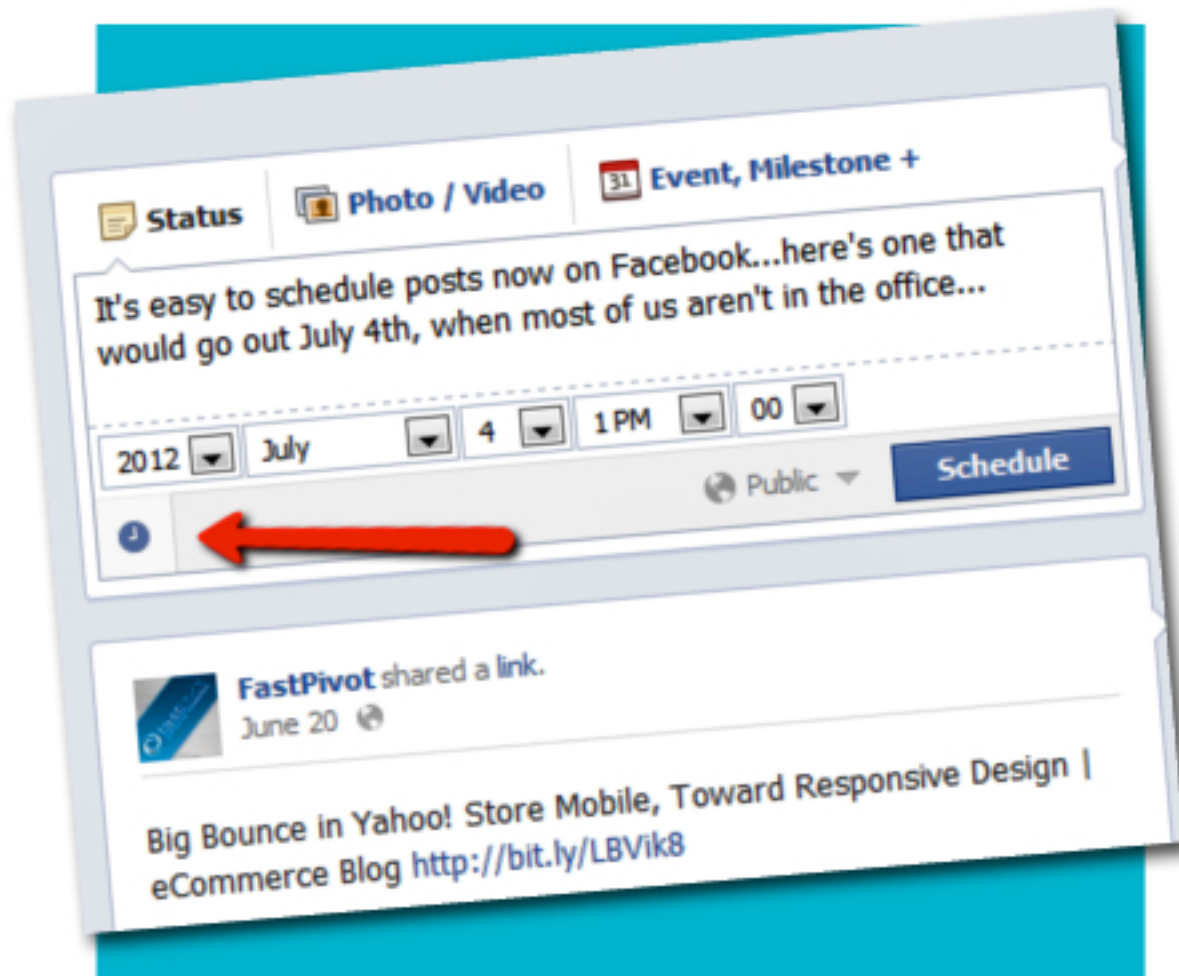 Status
Photo / Video
31
Event, Milestone +
It's easy to schedule posts now on Facebook...here's one that
would go out July 4th, when most of us aren't in the office...
2012
July
4
1 PM
00
Public
Schedule
FastPivot shared a link.
June 20
Big Bounce in Yahoo! Store Mobile, Toward Responsive Design |
eCommerce Blog http://bit.ly/LBVik8